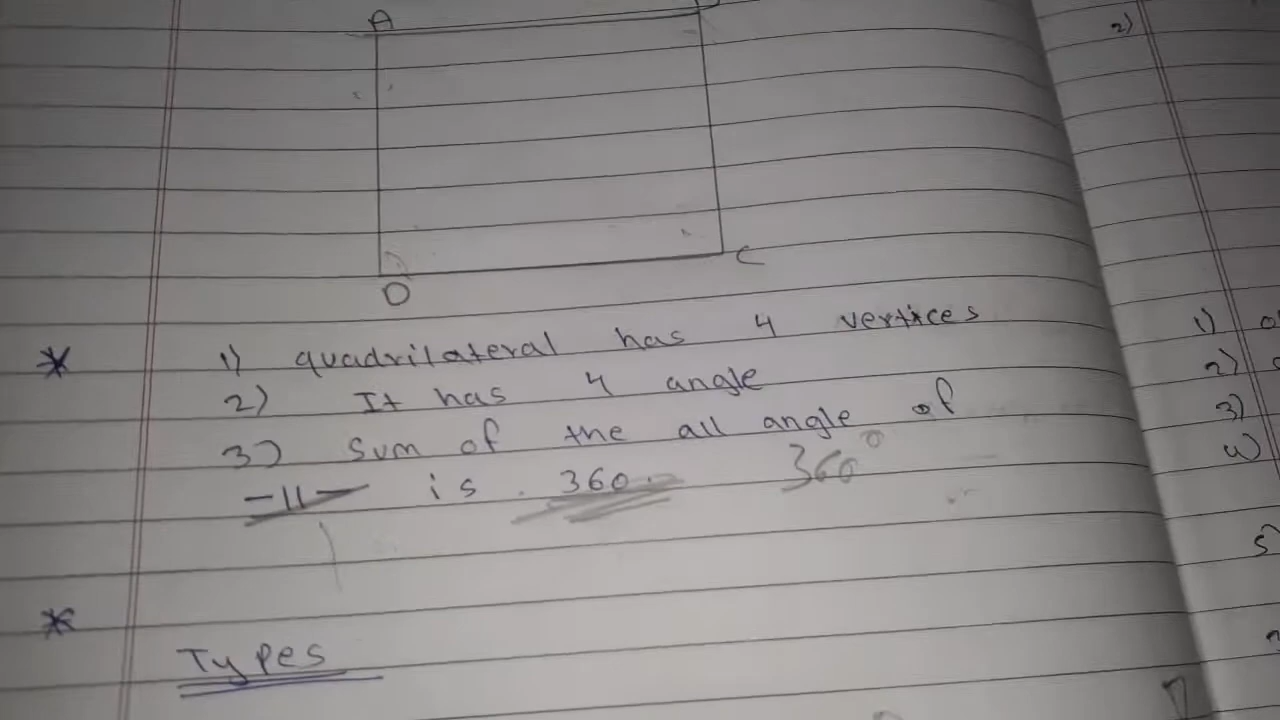 A
C
D
* 1) quadrilateral has 4 vertices
2) It has 4 angle
3) Sum of the all angle of
-11- is 360. 360°
* Types
2)
1)
2)
3)
4)
5)